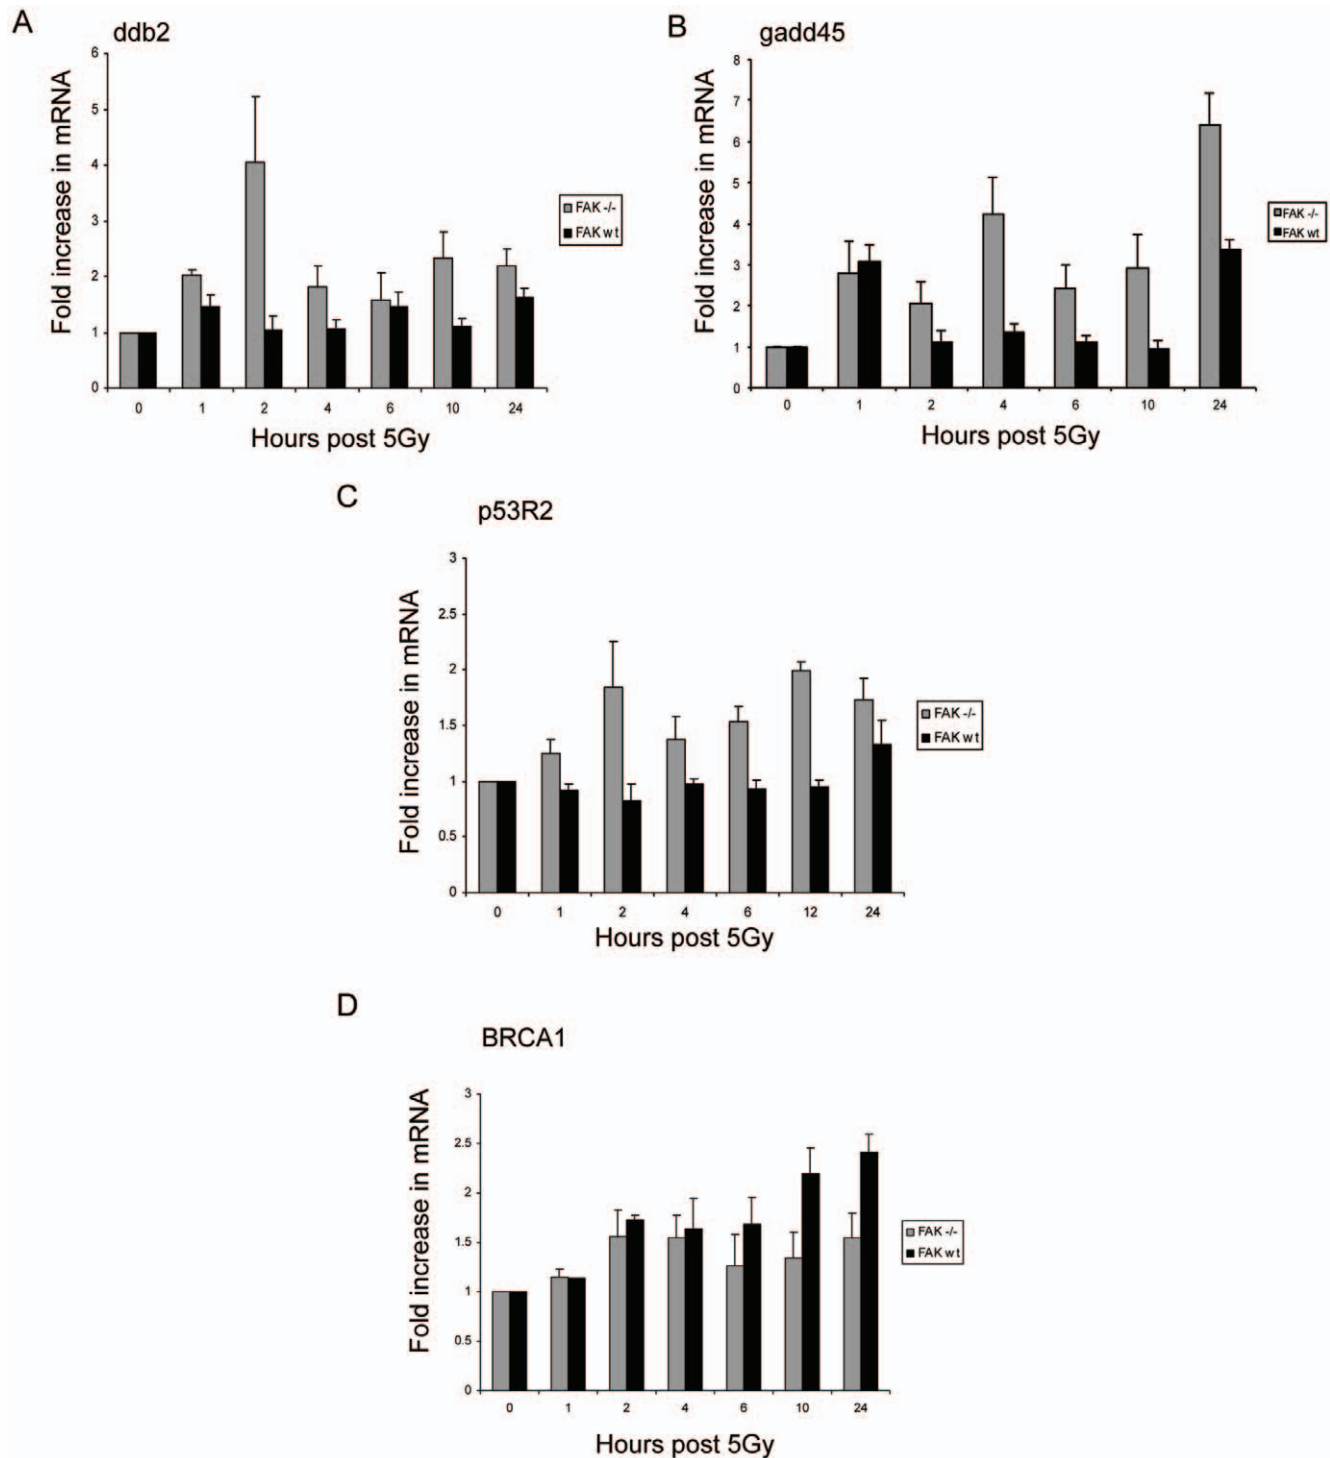 A
ddb2
Fold increase in mRNA
6
5
4
3
2
1
0
0 1 2 4 6 10 24
Hours post 5Gy
FAK -/-
FAK wt
B
gadd45
Fold increase in mRNA
8
7
6
5
4
3
2
1
0
0 1 2 4 6 10 24
Hours post 5Gy
FAK -/-
FAK wt
C
p53R2
Fold increase in mRNA
3
2.5
2
1.5
1
0.5
0
0 1 2 4 6 12 24
Hours post 5Gy
FAK -/-
FAK wt
D
BRCA1
Fold increase in mRNA
3
2.5
2
1.5
1
0.5
0
0 1 2 4 6 10 24
Hours post 5Gy
FAK -/-
FAK wt